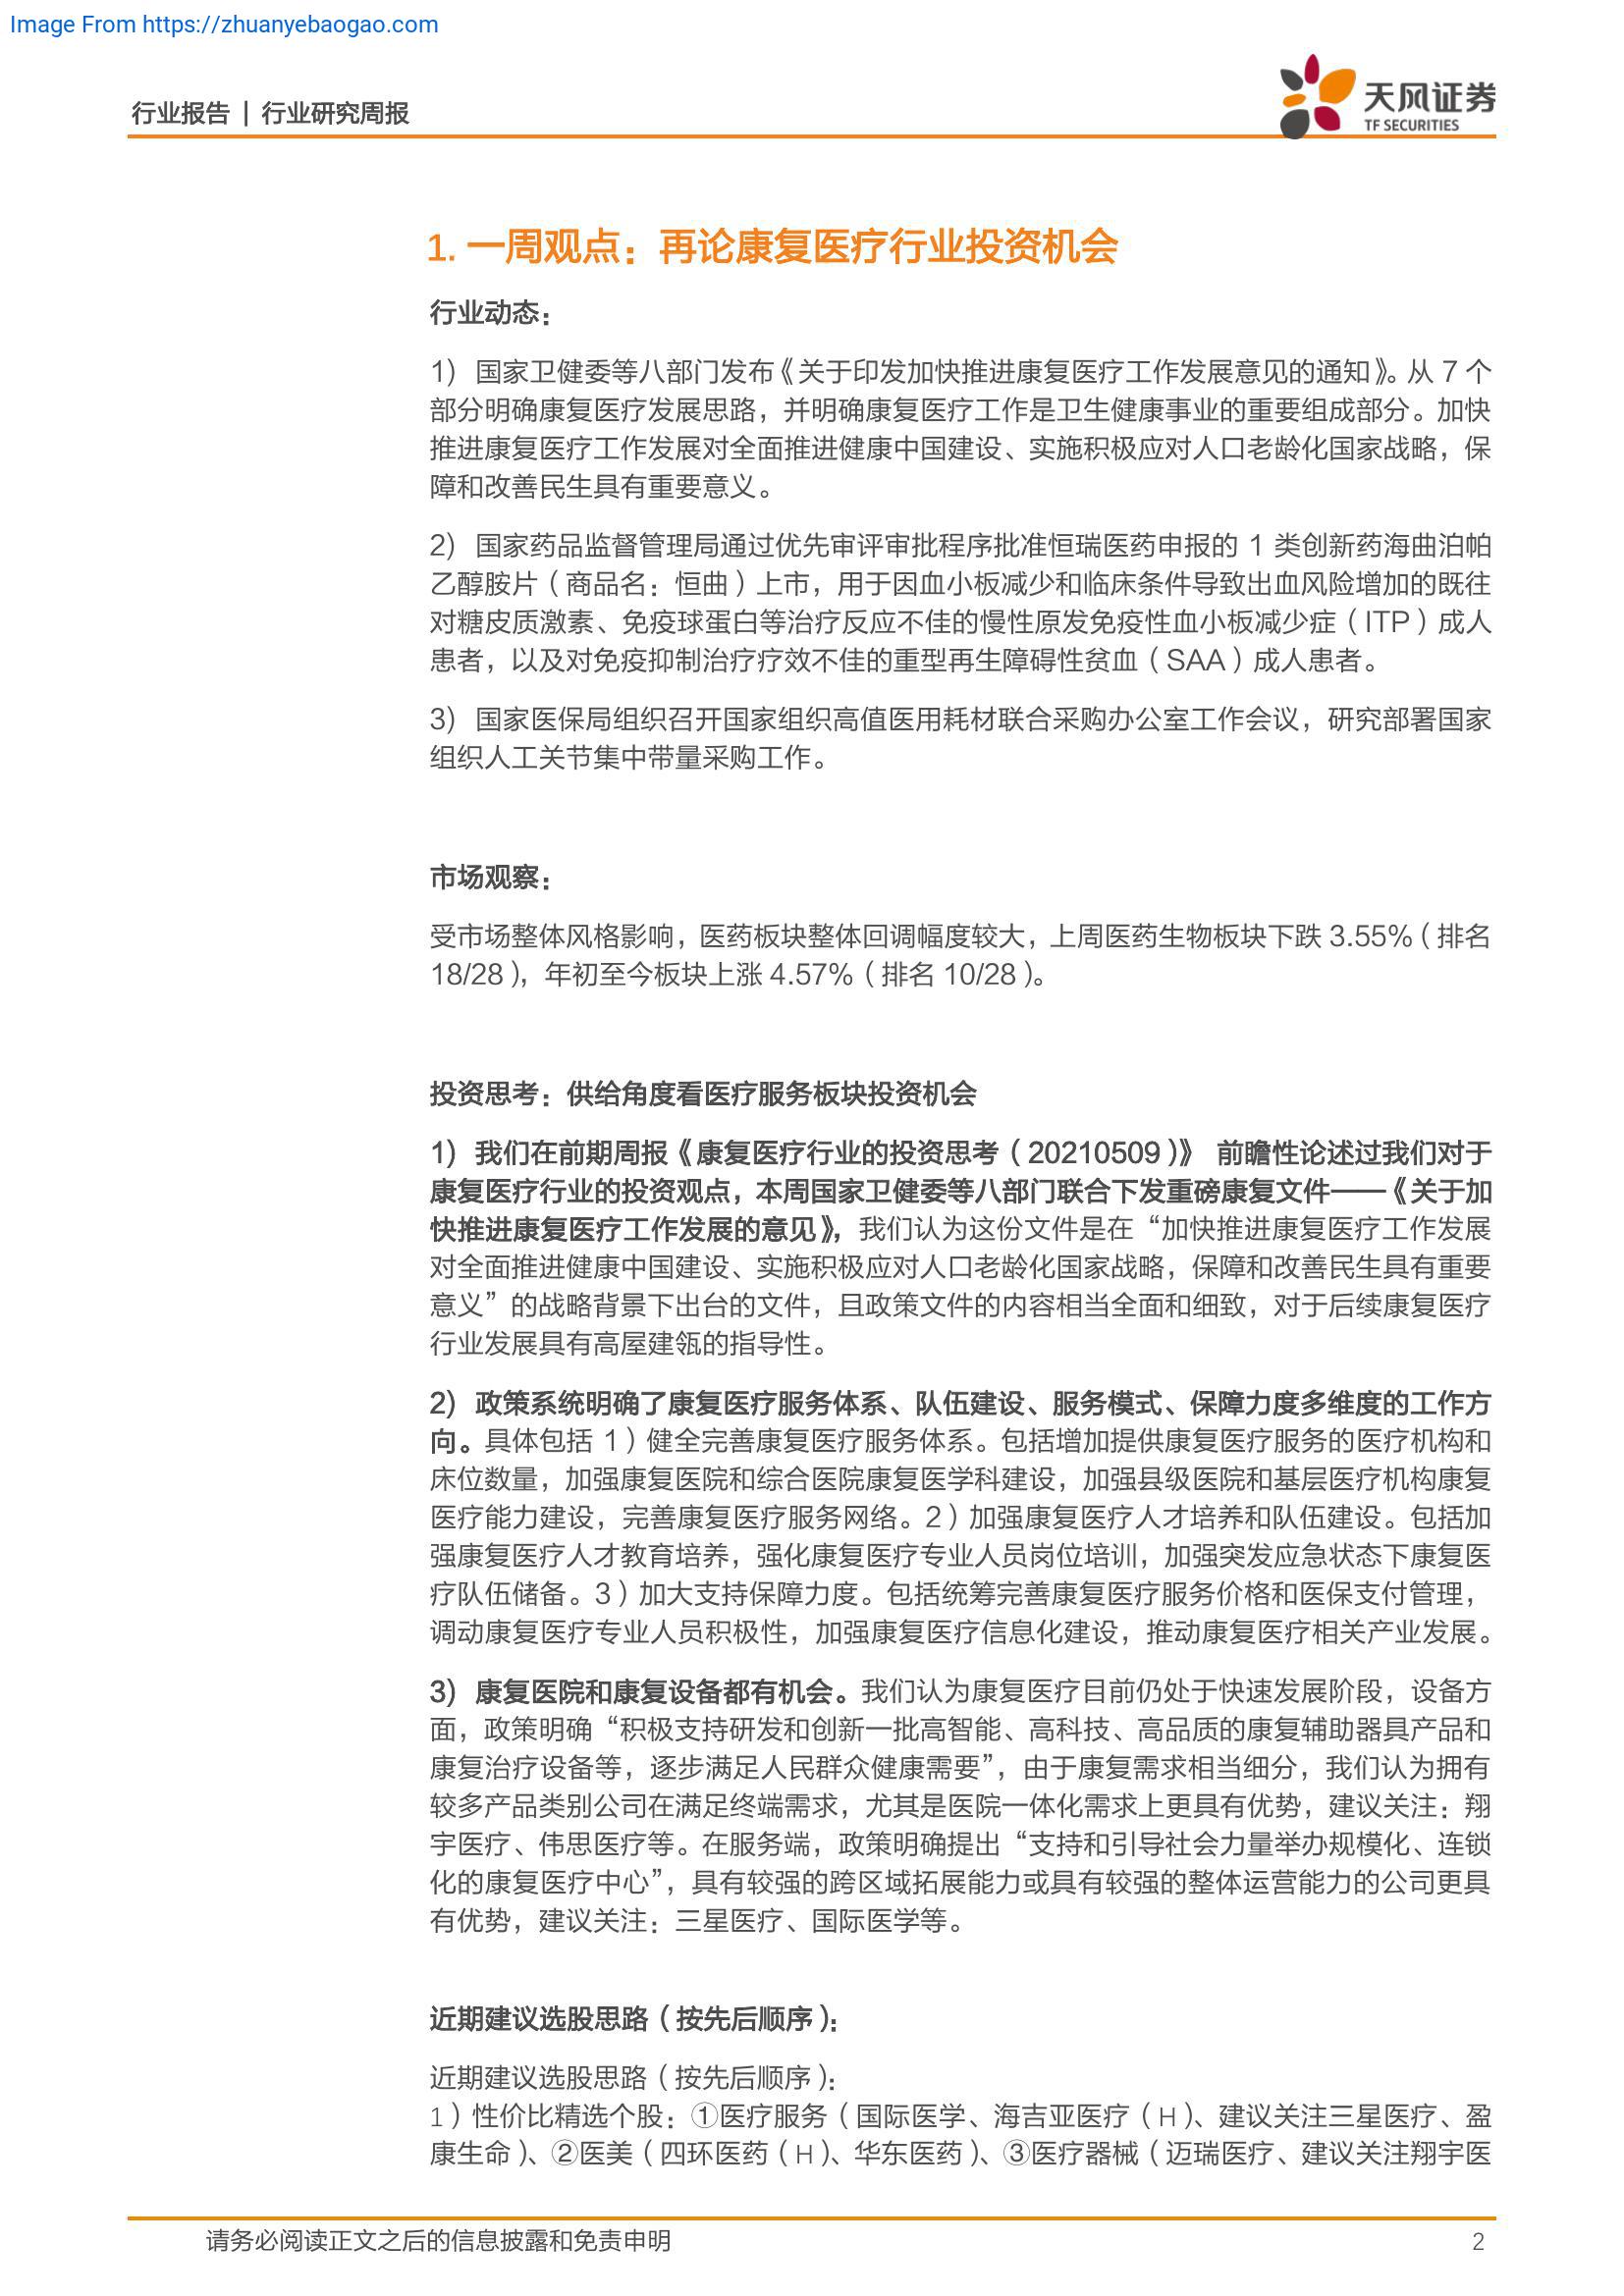 Image From https://zhuanyebaogao.com
行业报告 | 行业研究周报
天风证券
TF SECURITIES
1. 一周观点：再论康复医疗行业投资机会
行业动态：
1） 国家卫健委等八部门发布《关于印发加快推进康复医疗工作发展意见的通知》。从 7 个
部分明确康复医疗发展思路，并明确康复医疗工作是卫生健康事业的重要组成部分。加快
推进康复医疗工作发展对全面推进健康中国建设、实施积极应对人口老龄化国家战略，保
障和改善民生具有重要意义。
2） 国家药品监督管理局通过优先审评审批程序批准恒瑞医药申报的 1 类创新药海曲泊帕
乙醇胺片（商品名：恒曲）上市，用于因血小板减少和临床条件导致出血风险增加的既往
对糖皮质激素、免疫球蛋白等治疗反应不佳的慢性原发免疫性血小板减少症（ITP）成人
患者，以及对免疫抑制治疗疗效不佳的重型再生障碍性贫血（SAA）成人患者。
3） 国家医保局组织召开国家组织高值医用耗材联合采购办公室工作会议，研究部署国家
组织人工关节集中带量采购工作。
市场观察：
受市场整体风格影响，医药板块整体回调幅度较大，上周医药生物板块下跌 3.55%（排名
18/28），年初至今板块上涨 4.57%（排名 10/28）。
投资思考：供给角度看医疗服务板块投资机会
1） 我们在前期周报《康复医疗行业的投资思考（20210509）》 前瞻性论述过我们对于
康复医疗行业的投资观点，本周国家卫健委等八部门联合下发重磅康复文件——《关于加
快推进康复医疗工作发展的意见》，我们认为这份文件是在“加快推进康复医疗工作发展
对全面推进健康中国建设、实施积极应对人口老龄化国家战略，保障和改善民生具有重要
意义”的战略背景下出台的文件，且政策文件的内容相当全面和细致，对于后续康复医疗
行业发展具有高屋建瓴的指导性。
2） 政策系统明确了康复医疗服务体系、队伍建设、服务模式、保障力度多维度的工作方
向。具体包括 1）健全完善康复医疗服务体系。包括增加提供康复医疗服务的医疗机构和
床位数量，加强康复医院和综合医院康复医学科建设，加强县级医院和基层医疗机构康复
医疗能力建设，完善康复医疗服务网络。2）加强康复医疗人才培养和队伍建设。包括加
强康复医疗人才教育培养，强化康复医疗专业人员岗位培训，加强突发应急状态下康复医
疗队伍储备。3）加大支持保障力度。包括统筹完善康复医疗服务价格和医保支付管理，
调动康复医疗专业人员积极性，加强康复医疗信息化建设，推动康复医疗相关产业发展。
3） 康复医院和康复设备都有机会。我们认为康复医疗目前仍处于快速发展阶段，设备方
面，政策明确“积极支持研发和创新一批高智能、高科技、高品质的康复辅助器具产品和
康复治疗设备等，逐步满足人民群众健康需要”，由于康复需求相当细分，我们认为拥有
较多产品类别公司在满足终端需求，尤其是医院一体化需求上更具有优势，建议关注：翔
宇医疗、伟思医疗等。在服务端，政策明确提出“支持和引导社会力量举办规模化、连锁
化的康复医疗中心”，具有较强的跨区域拓展能力或具有较强的整体运营能力的公司更具
有优势，建议关注：三星医疗、国际医学等。
近期建议选股思路（按先后顺序）：
近期建议选股思路（按先后顺序）：
1）性价比精选个股：①医疗服务（国际医学、海吉亚医疗（H）、建议关注三星医疗、盈
康生命）、②医美（四环医药（H）、华东医药）、③医疗器械（迈瑞医疗、建议关注翔宇医
请务必阅读正文之后的信息披露和免责申明
2